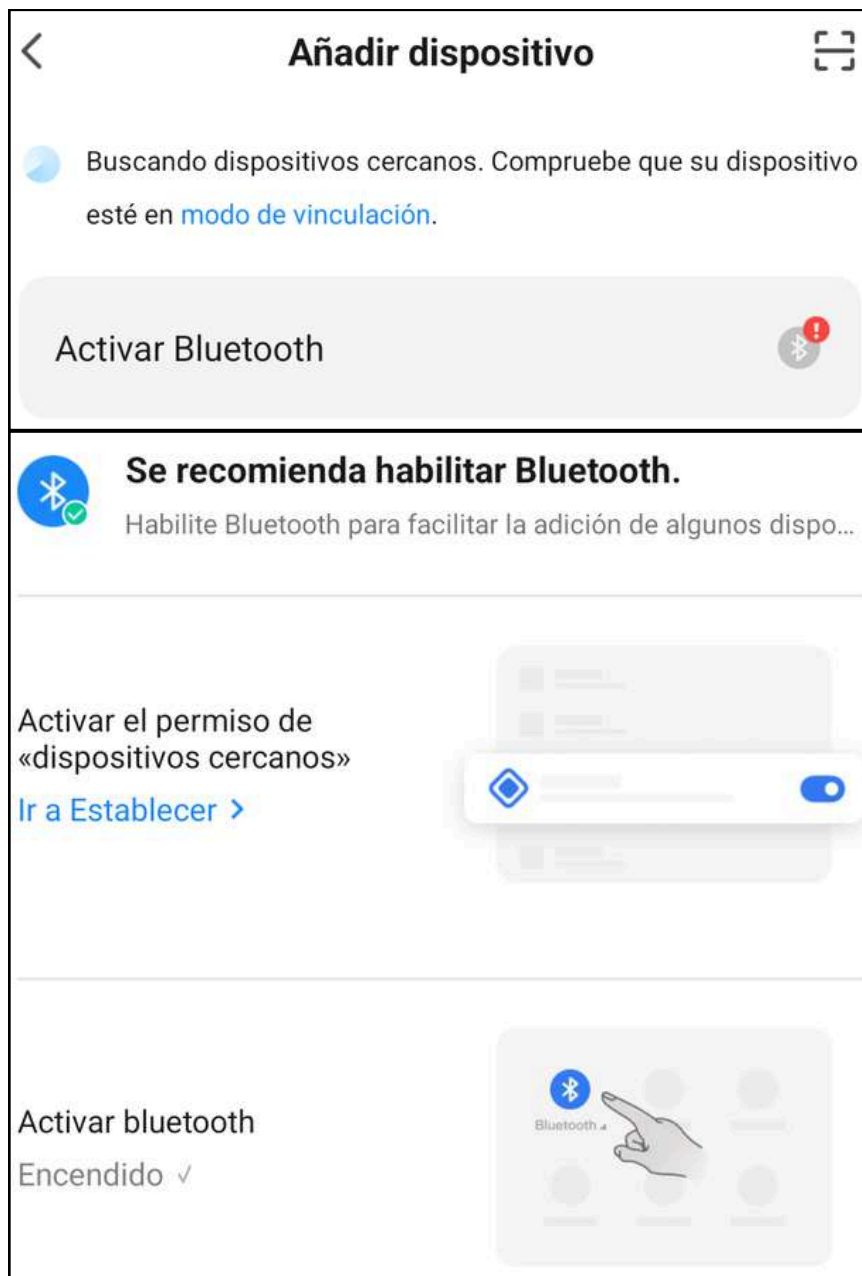 Añadir dispositivo
Buscando dispositivos cercanos. Compruebe que su dispositivo
esté en modo de vinculación.
Activar Bluetooth
Se recomienda habilitar Bluetooth.
Habilite Bluetooth para facilitar la adición de algunos dispo...
Activar el permiso de
«dispositivos cercanos»
Ir a Establecer >
Activar bluetooth
Encendido ✓
Bluetooth